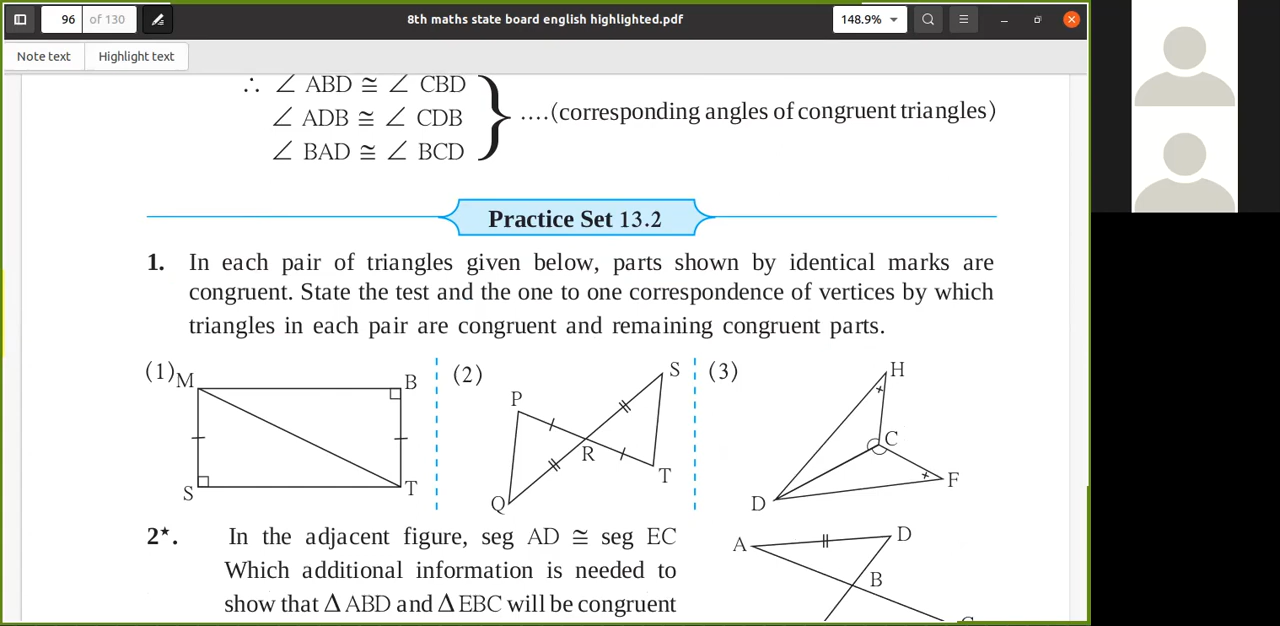 96 of 130
8th maths state board english highlighted.pdf
148.9%
Note text Highlight text
∴ ∠ ABD ≅ ∠ CBD
∠ ADB ≅ ∠ CDB
∠ BAD ≅ ∠ BCD
....(corresponding angles of congruent triangles)
Practice Set 13.2
1. In each pair of triangles given below, parts shown by identical marks are
congruent. State the test and the one to one correspondence of vertices by which
triangles in each pair are congruent and remaining congruent parts.
(1) M B S T
(2) P S R T Q
(3) H C F D
2★. In the adjacent figure, seg AD ≅ seg EC
Which additional information is needed to
show that Δ ABD and Δ EBC will be congruent
A D B